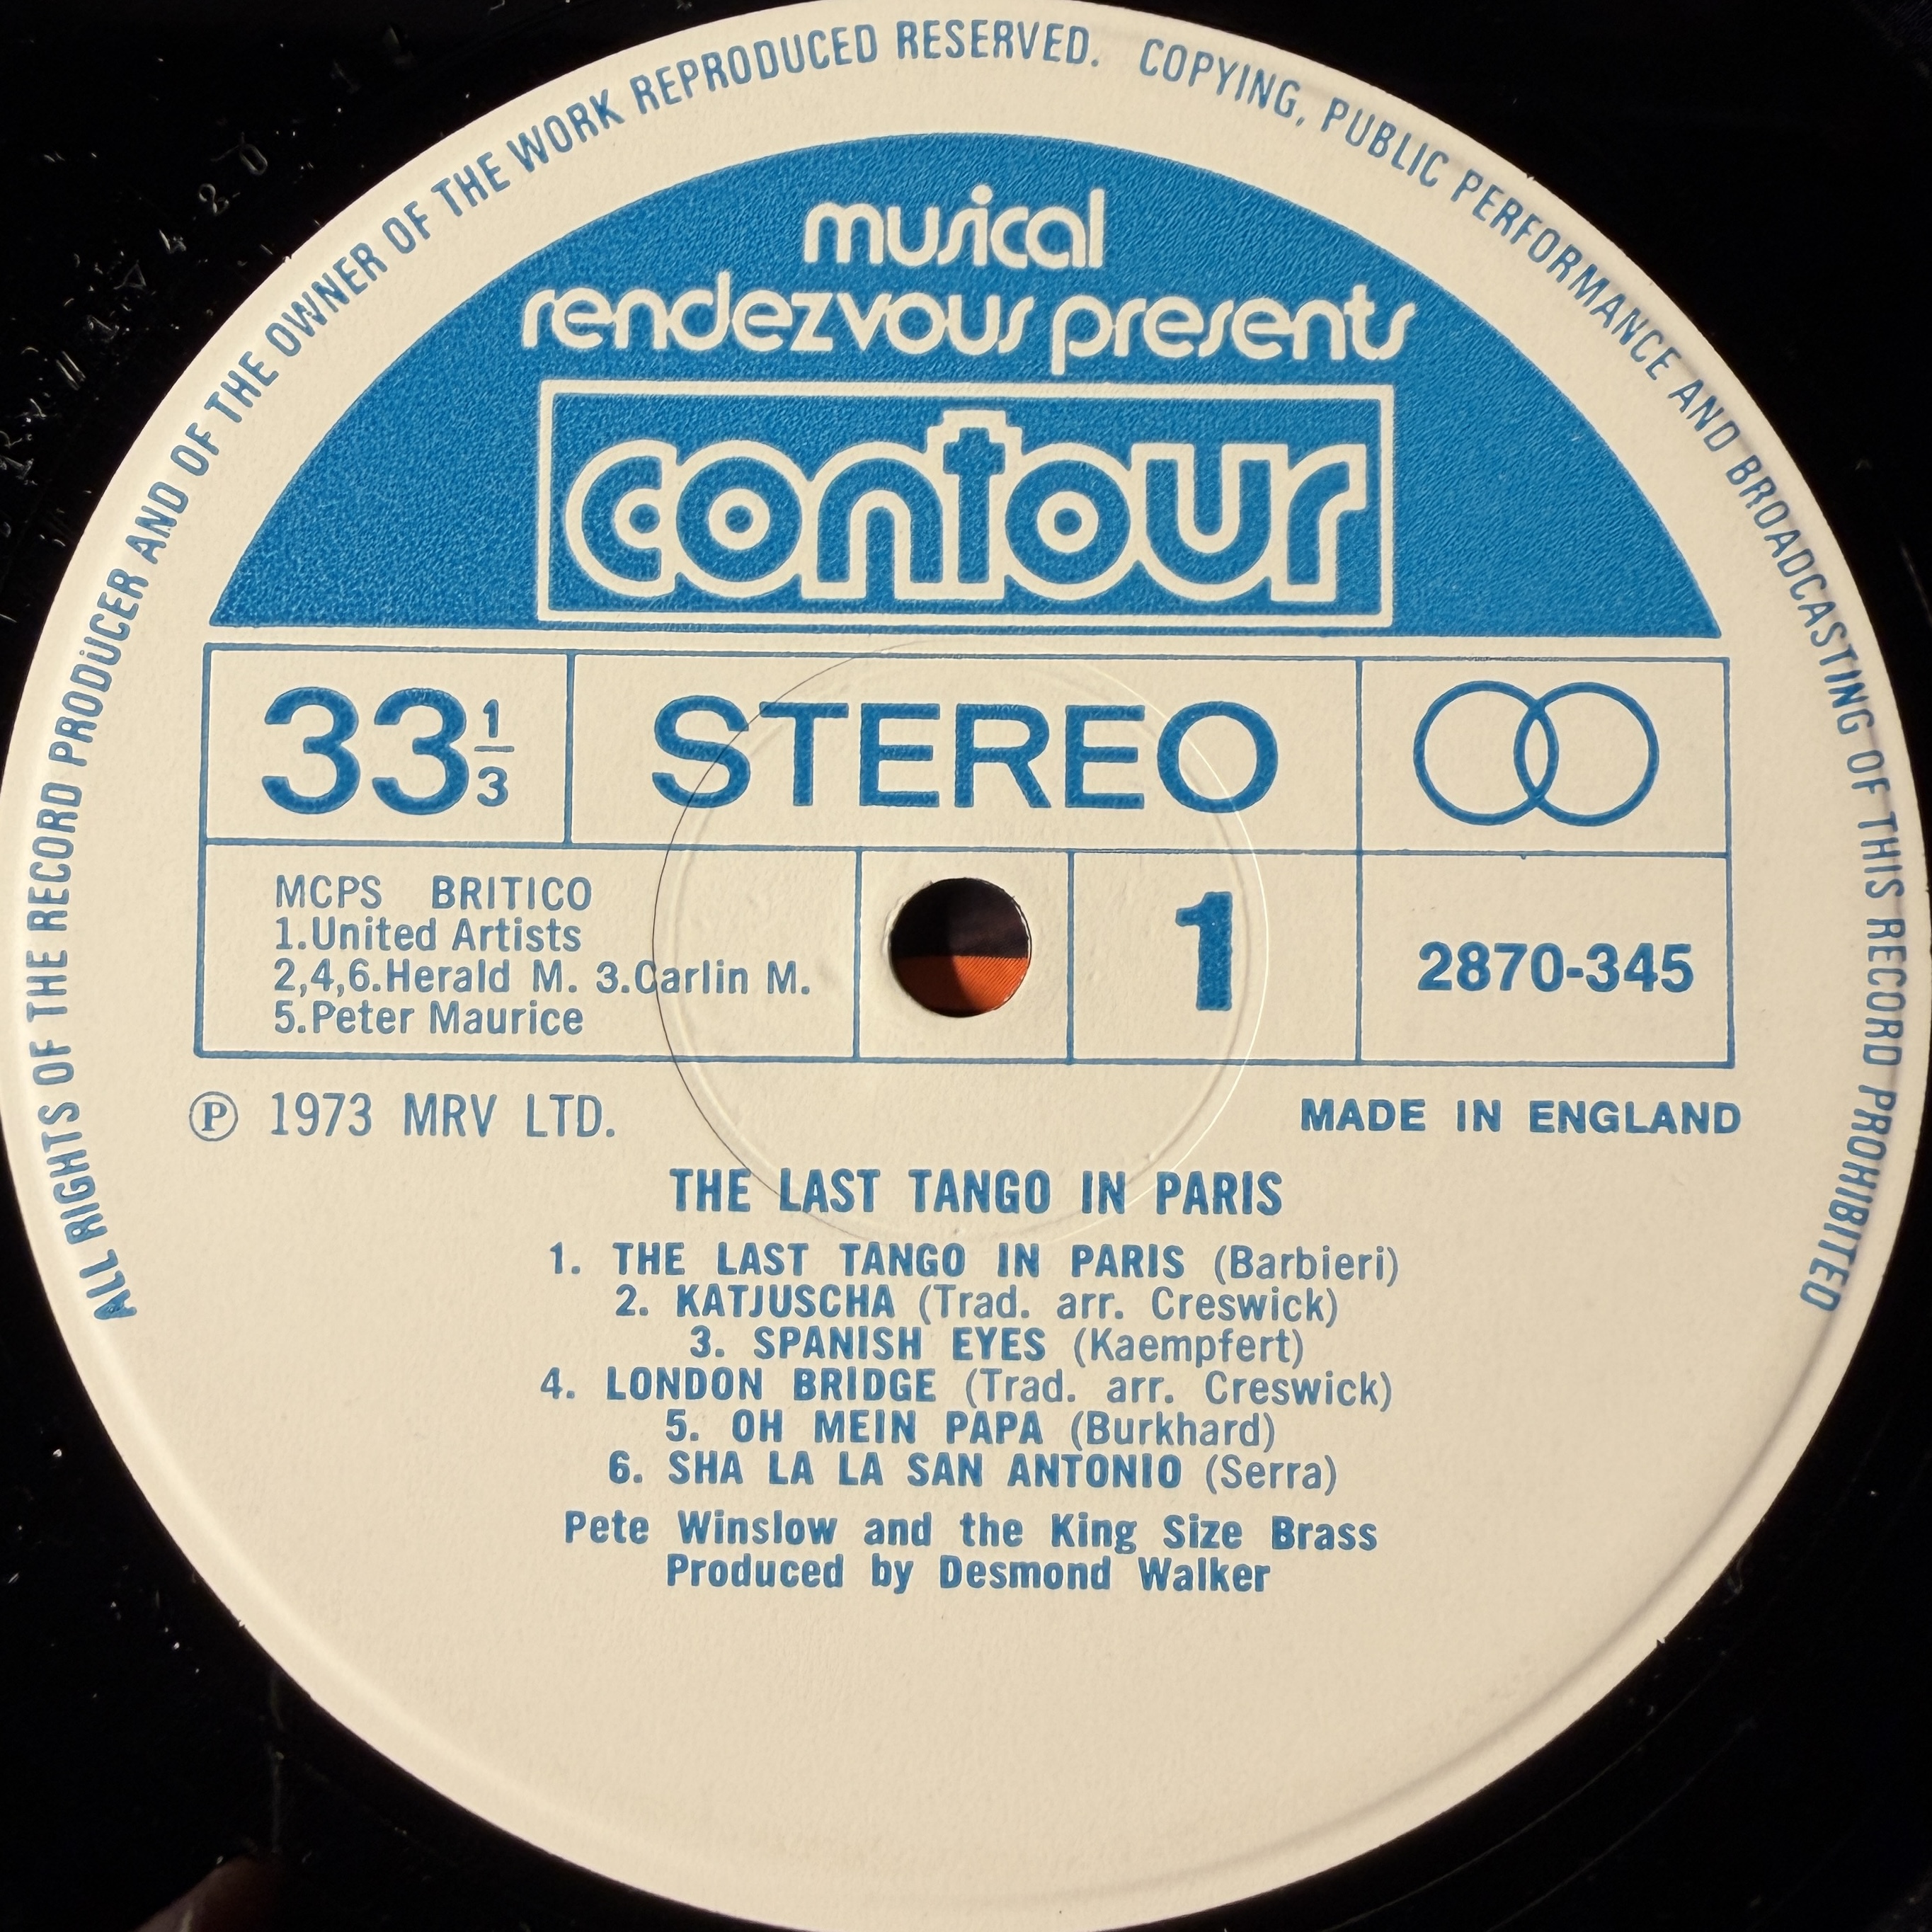 ALL RIGHTS OF THE RECORD PRODUCER AND OF THE OWNER OF THE WORK REPRODUCED RESERVED. COPYING, PUBLIC PERFORMANCE AND BROADCASTING OF THIS RECORD PROHIBITED
musical
rendezvous presents
contour
33 1/3
STEREO
MCPS BRITICO
1.United Artists
2,4,6.Herald M. 3.Carlin M.
5.Peter Maurice
1
2870-345
Ⓟ 1973 MRV LTD.
MADE IN ENGLAND
THE LAST TANGO IN PARIS
1. THE LAST TANGO IN PARIS (Barbieri)
2. KATJUSCHA (Trad. arr. Creswick)
3. SPANISH EYES (Kaempfert)
4. LONDON BRIDGE (Trad. arr. Creswick)
5. OH MEIN PAPA (Burkhard)
6. SHA LA LA SAN ANTONIO (Serra)
Pete Winslow and the King Size Brass
Produced by Desmond Walker